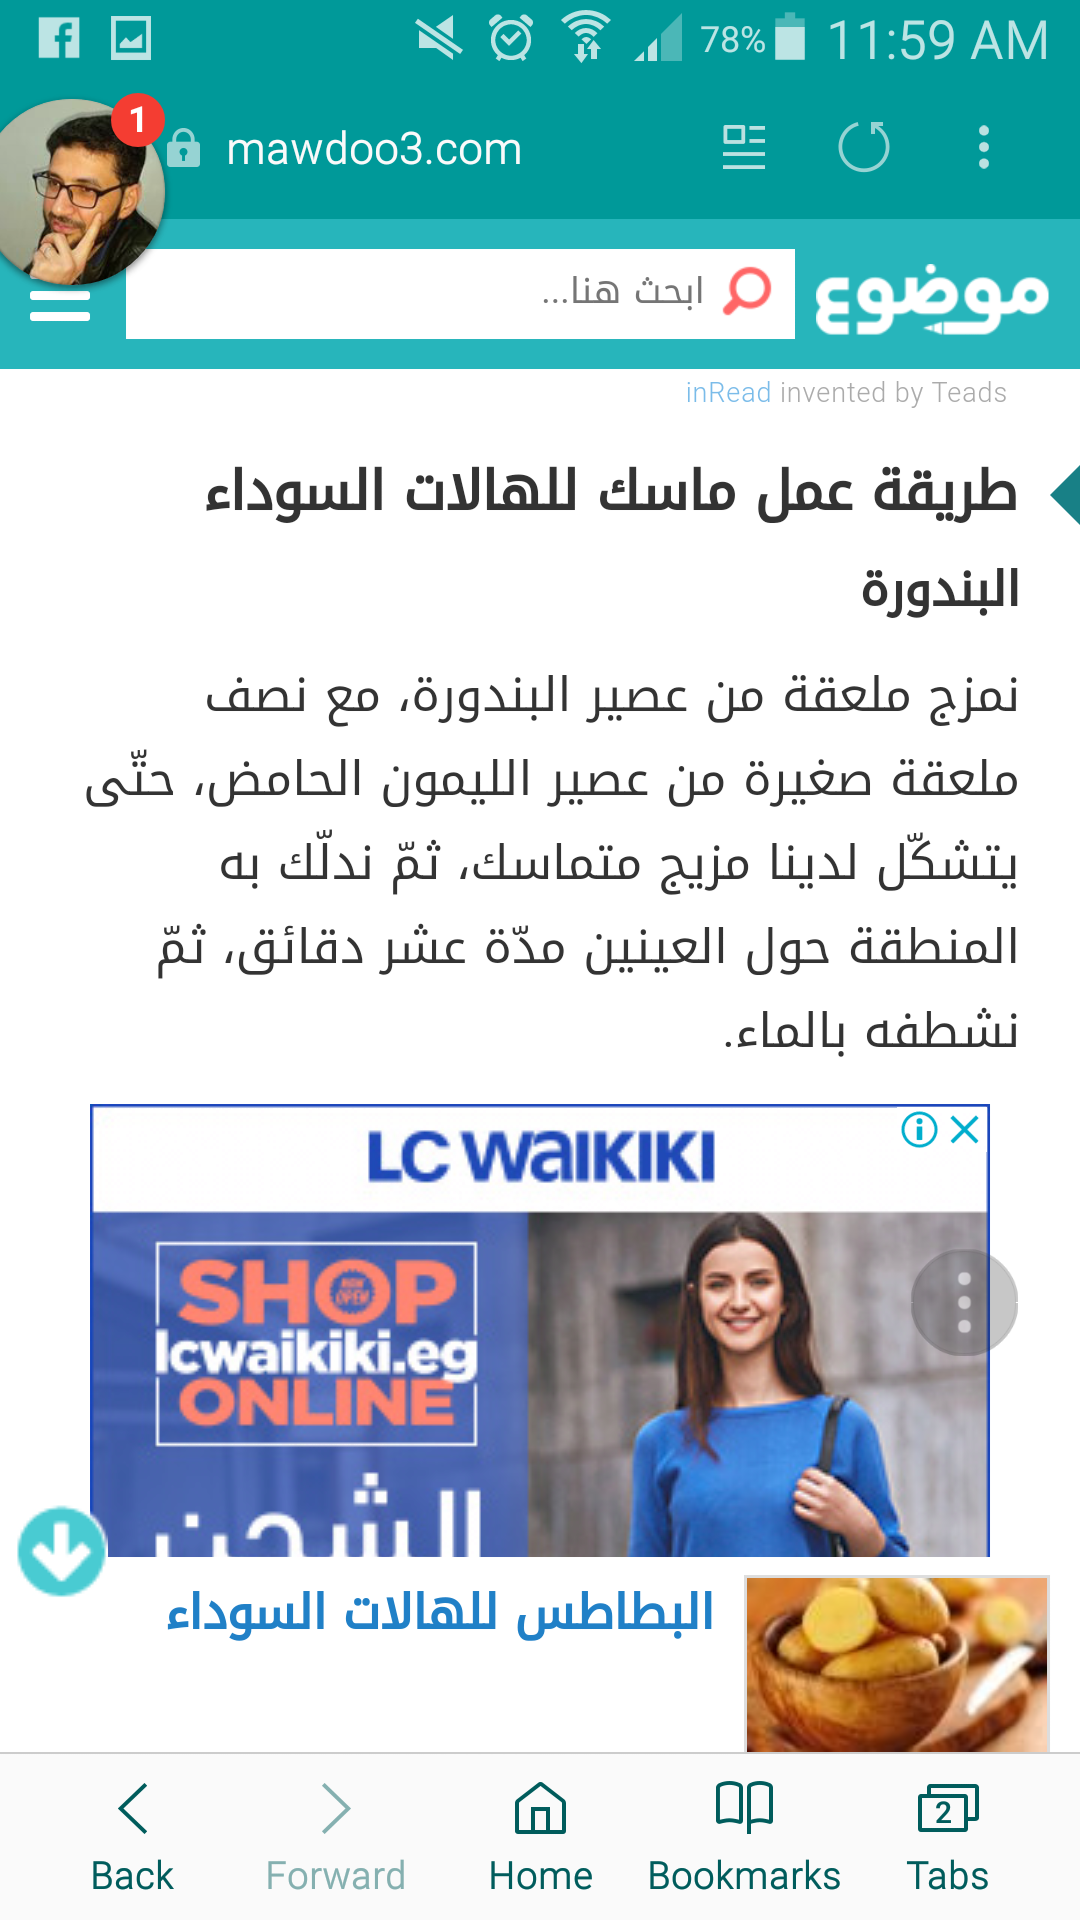 78% 11:59 AM
1
mawdoo3.com
موضوع
ابحث هنا...
inRead invented by Teads
طريقة عمل ماسك للهالات السوداء
البندورة
نمزج ملعقة من عصير البندورة، مع نصف
ملعقة صغيرة من عصير الليمون الحامض، حتّى
يتشكّل لدينا مزيج متماسك، ثمّ ندلّك به
المنطقة حول العينين مدّة عشر دقائق، ثمّ
نشطفه بالماء.
LC WAIKIKI
SHOP
NOW OPEN
lcwaikiki.eg
ONLINE
الشحن
البطاطس للهالات السوداء
2
Back Forward Home Bookmarks Tabs